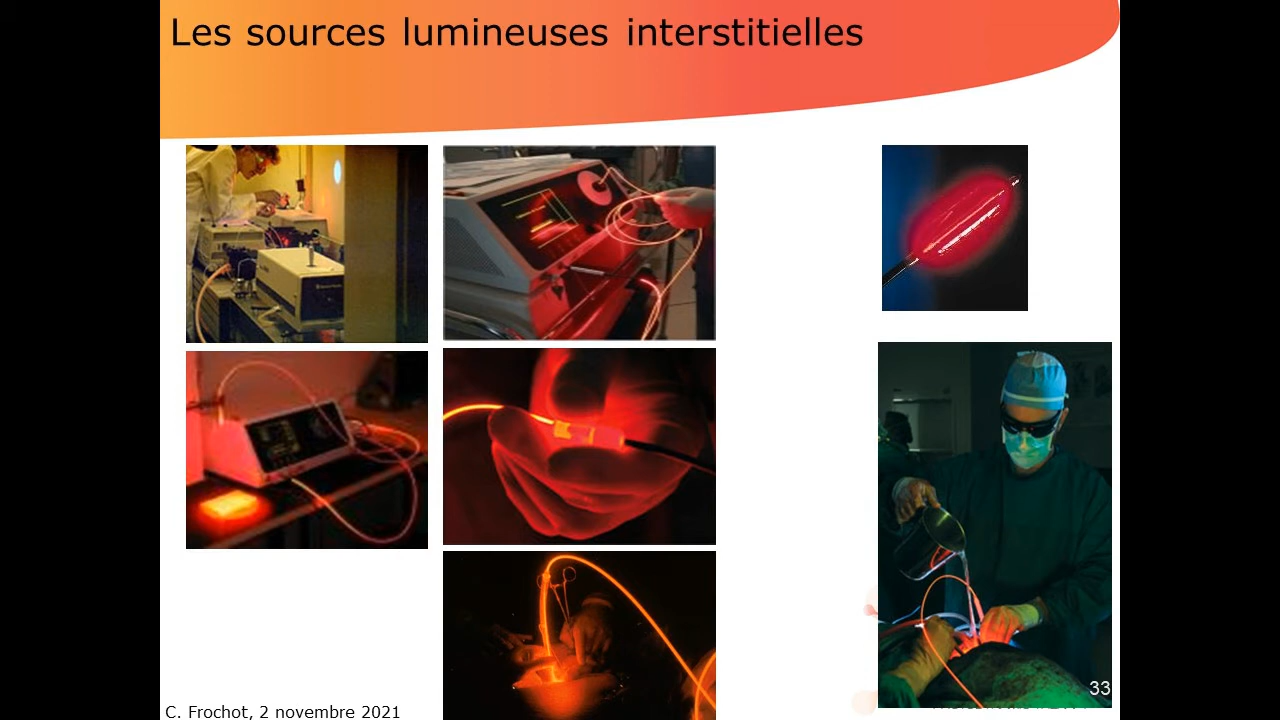 Les sources lumineuses interstitielles
33
C. Frochot, 2 novembre 2021